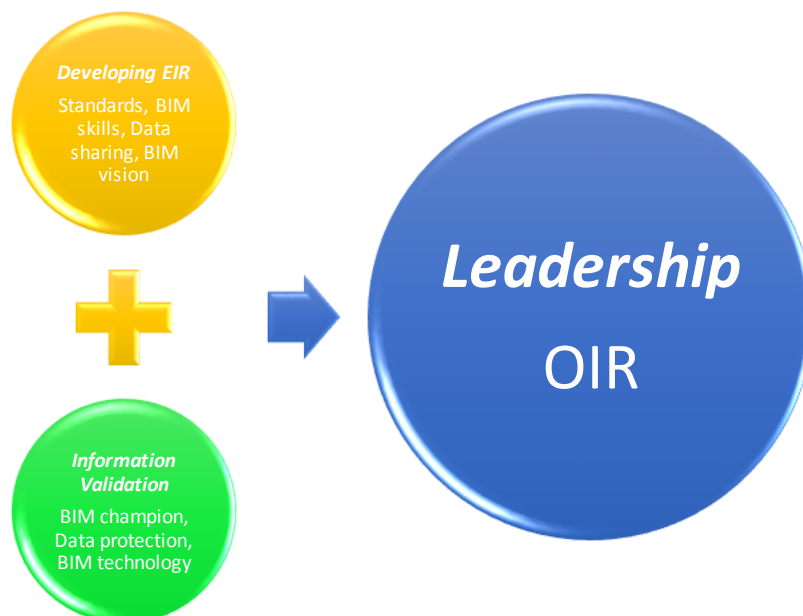 Developing EIR
Standards, BIM
skills, Data
sharing, BIM
vision
Information
Validation
BIM champion,
Data protection,
BIM technology
Leadership
OIR